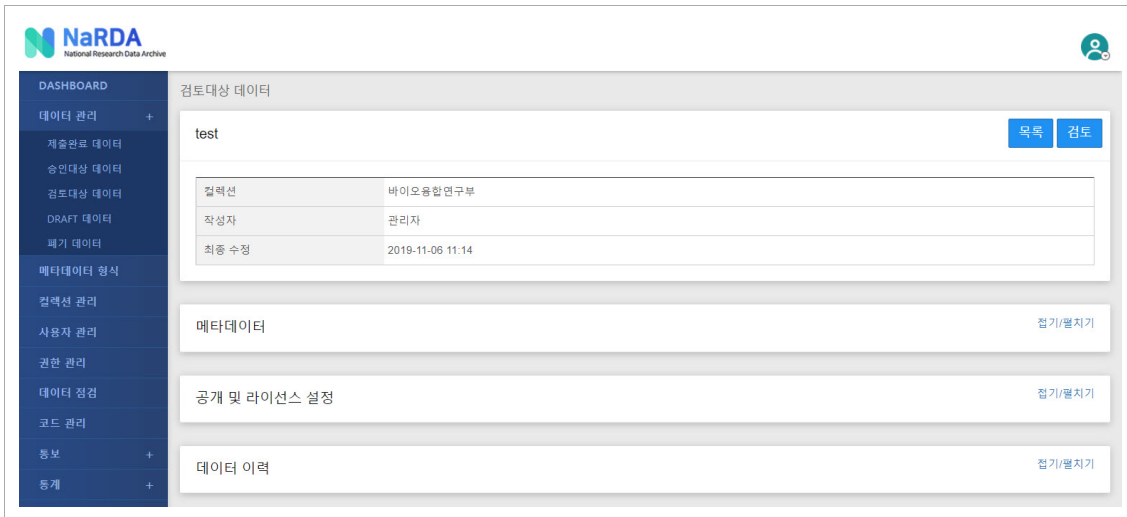 NaRDA
National Research Data Archive
DASHBOARD
데이터 관리 +
제출완료 데이터
승인대상 데이터
검토대상 데이터
DRAFT 데이터
폐기 데이터
메타데이터 형식
컬렉션 관리
사용자 관리
권한 관리
데이터 점검
코드 관리
통보 +
통계 +
검토대상 데이터
test 목록 검토
컬렉션 바이오융합연구부
작성자 관리자
최종 수정 2019-11-06 11:14
메타데이터 접기/펼치기
공개 및 라이선스 설정 접기/펼치기
데이터 이력 접기/펼치기